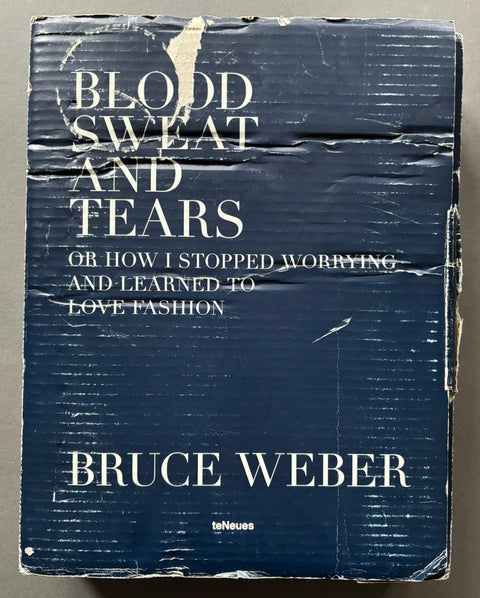 BLOOD
SWEAT
AND
TEARS
OR HOW I STOPPED WORRYING
AND LEARNED TO
LOVE FASHION
BRUCE WEBER
teNeues